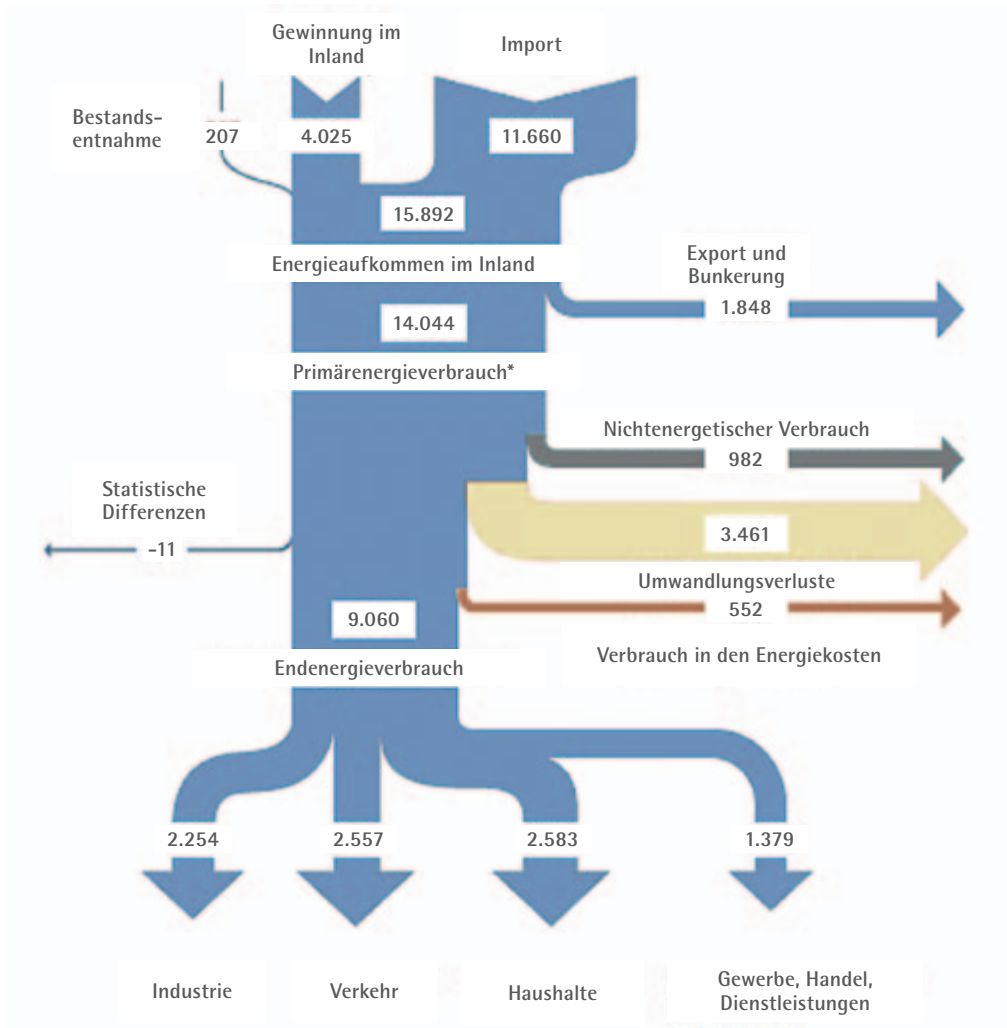 Gewinnung im
Inland
Import
Bestands-
entnahme
207
4.025
11.660
15.892
Energieaufkommen im Inland
Export und
Bunkerung
1.848
14.044
Primärenergieverbrauch*
Nichtenergetischer Verbrauch
982
Statistische
Differenzen
-11
3.461
Umwandlungsverluste
552
9.060
Endenergieverbrauch
Verbrauch in den Energiekosten
2.254
2.557
2.583
1.379
Industrie
Verkehr
Haushalte
Gewerbe, Handel,
Dienstleistungen